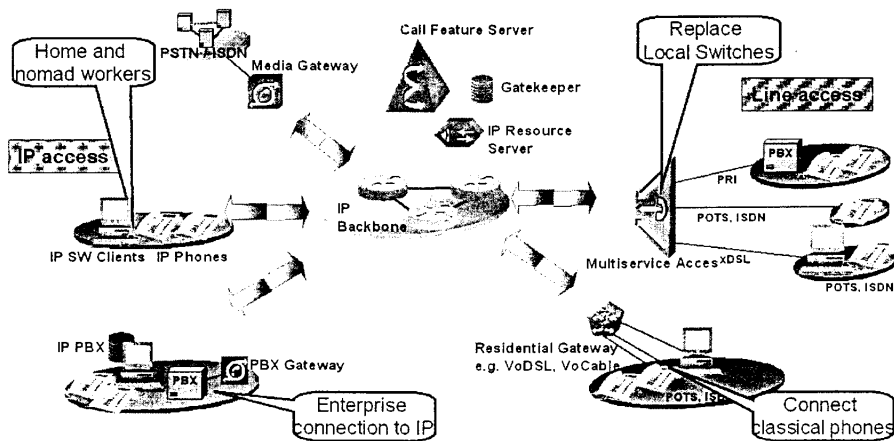 Home and
nomad workers
PSTN / ISDN
Media Gateway
Call Feature Server
Gatekeeper
IP Resource
Server
Replace
Local Switches
Line access
IP access
PBX
PRI
IP
Backbone
POTS, ISDN
IP SW Clients
IP Phones
Multiservice Acces
xDSL
POTS, ISDN
IP PBX
PBX Gateway
PBX
Enterprise
connection to IP
Residential Gateway
e.g. VoDSL, VoCable
POTS, ISD
Connect
classical phones